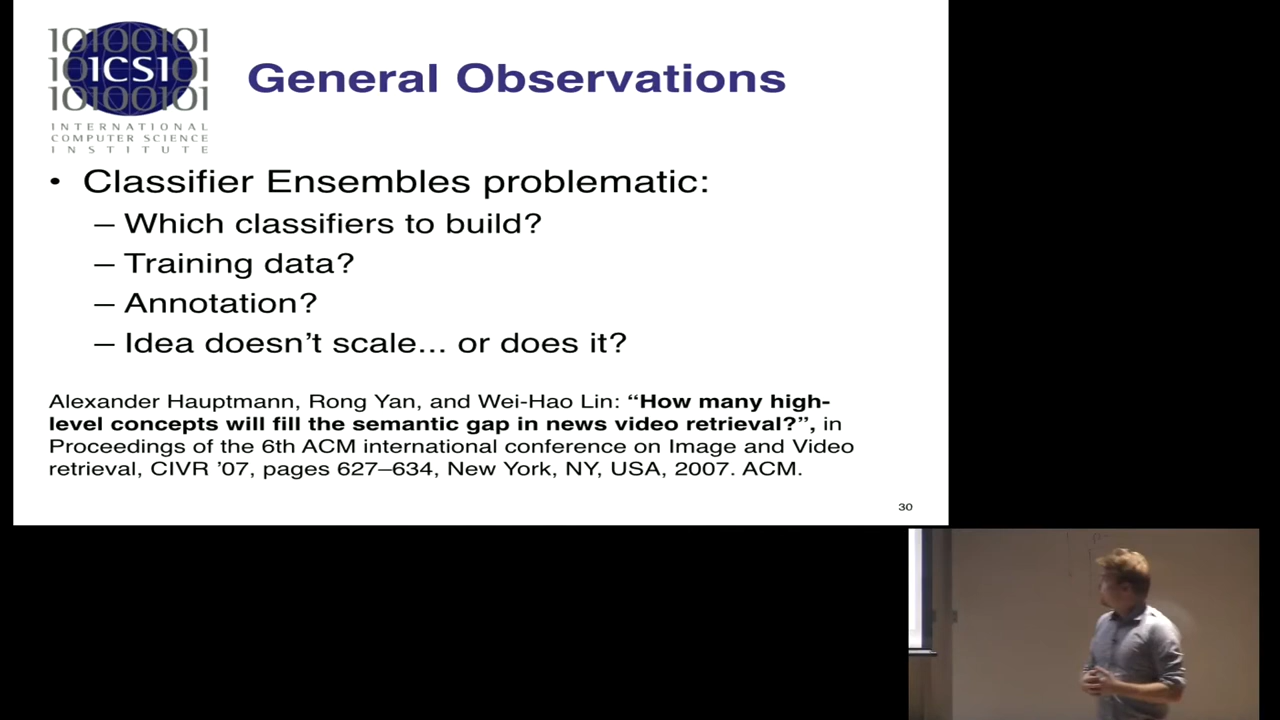 10100101
10ICSI01
10100101
INTERNATIONAL
COMPUTER SCIENCE
INSTITUTE
General Observations
• Classifier Ensembles problematic:
– Which classifiers to build?
– Training data?
– Annotation?
– Idea doesn’t scale... or does it?
Alexander Hauptmann, Rong Yan, and Wei-Hao Lin: “How many high-
level concepts will fill the semantic gap in news video retrieval?”, in
Proceedings of the 6th ACM international conference on Image and Video
retrieval, CIVR ’07, pages 627–634, New York, NY, USA, 2007. ACM.
30